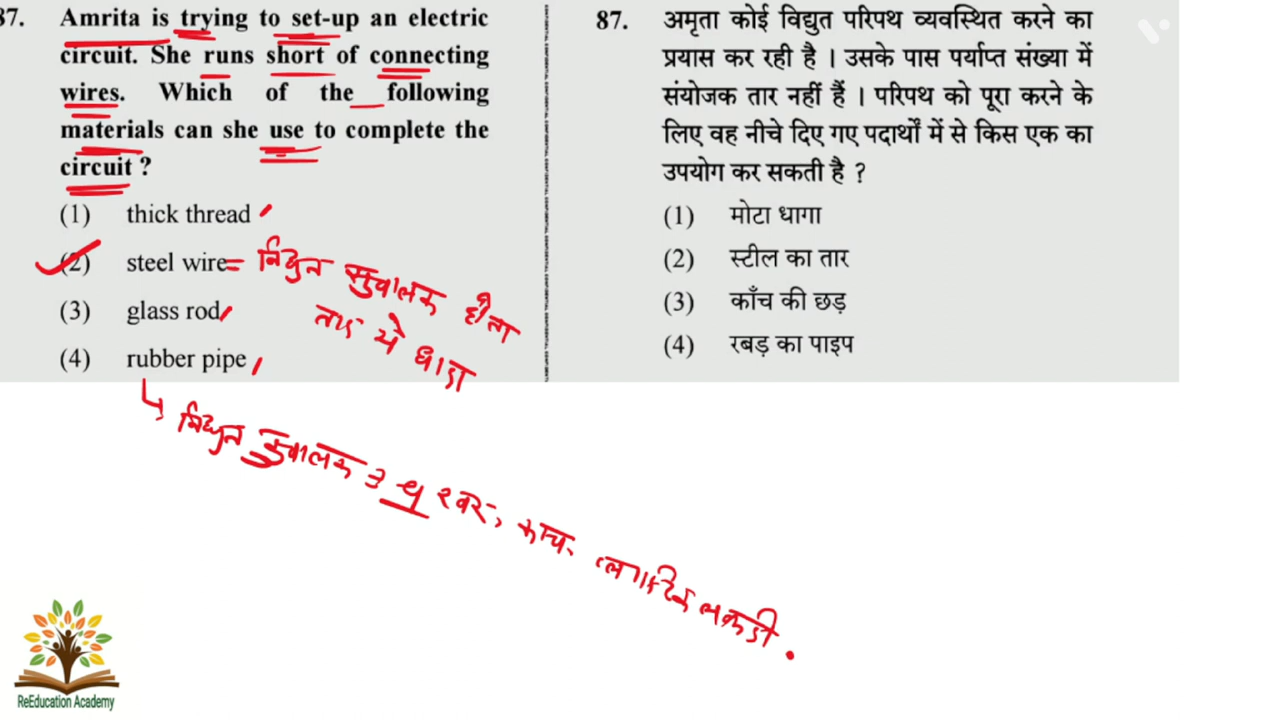 87. Amrita is trying to set-up an electric
circuit. She runs short of connecting
wires. Which of the following
materials can she use to complete the
circuit ?
(1) thick thread
(2) steel wire = विधुत सुचालक होता
(3) glass rod
(4) rubber pipe
87. अमृता कोई विद्युत परिपथ व्यवस्थित करने का
प्रयास कर रही है । उसके पास पर्याप्त संख्या में
संयोजक तार नहीं हैं । परिपथ को पूरा करने के
लिए वह नीचे दिए गए पदार्थों में से किस एक का
उपयोग कर सकती है ?
(1) मोटा धागा
(2) स्टील का तार
(3) काँच की छड़
(4) रबड़ का पाइप
विधुत कुचालक रबर, काच लकडी
ReEducation Academy